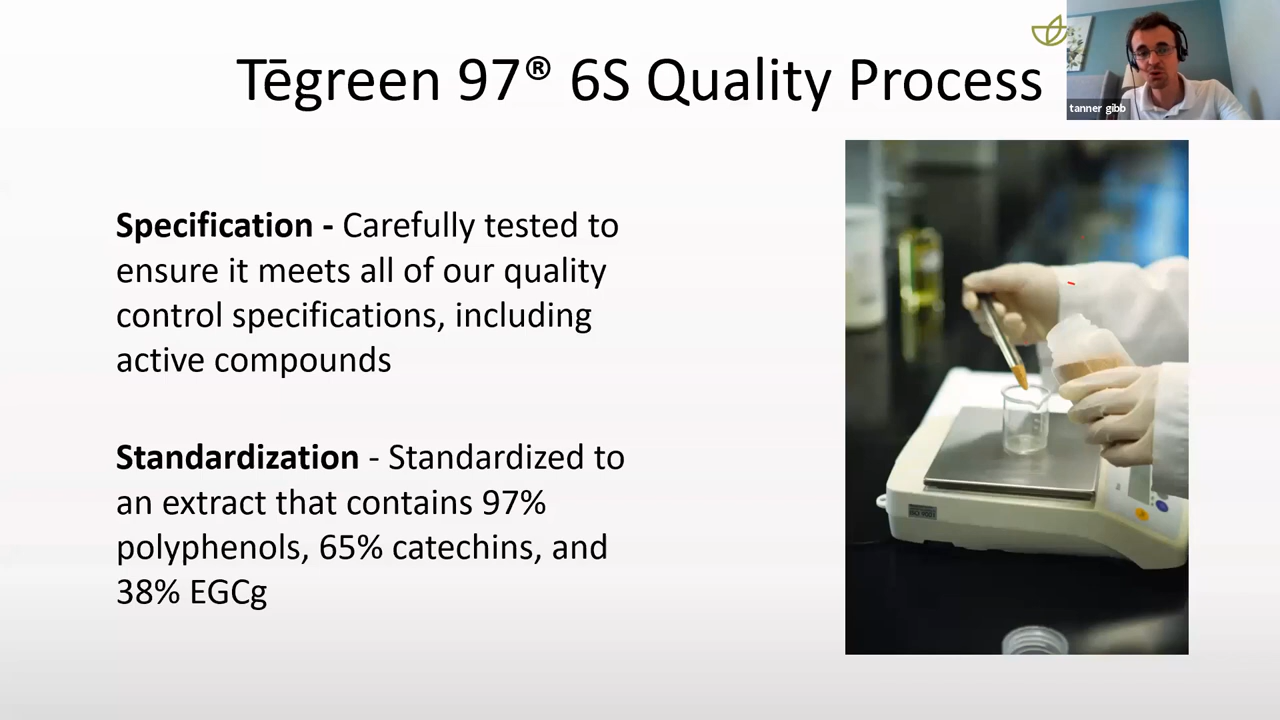 Tēgreen 97® 6S Quality Process
tanner gibb
Specification - Carefully tested to
ensure it meets all of our quality
control specifications, including
active compounds
Standardization - Standardized to
an extract that contains 97%
polyphenols, 65% catechins, and
38% EGCg